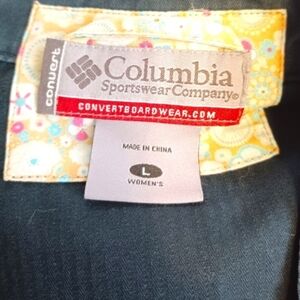 convert
Columbia
Sportswear Company®
CONVERTBOARDWEAR.COM
MADE IN CHINA
L
WOMEN'S